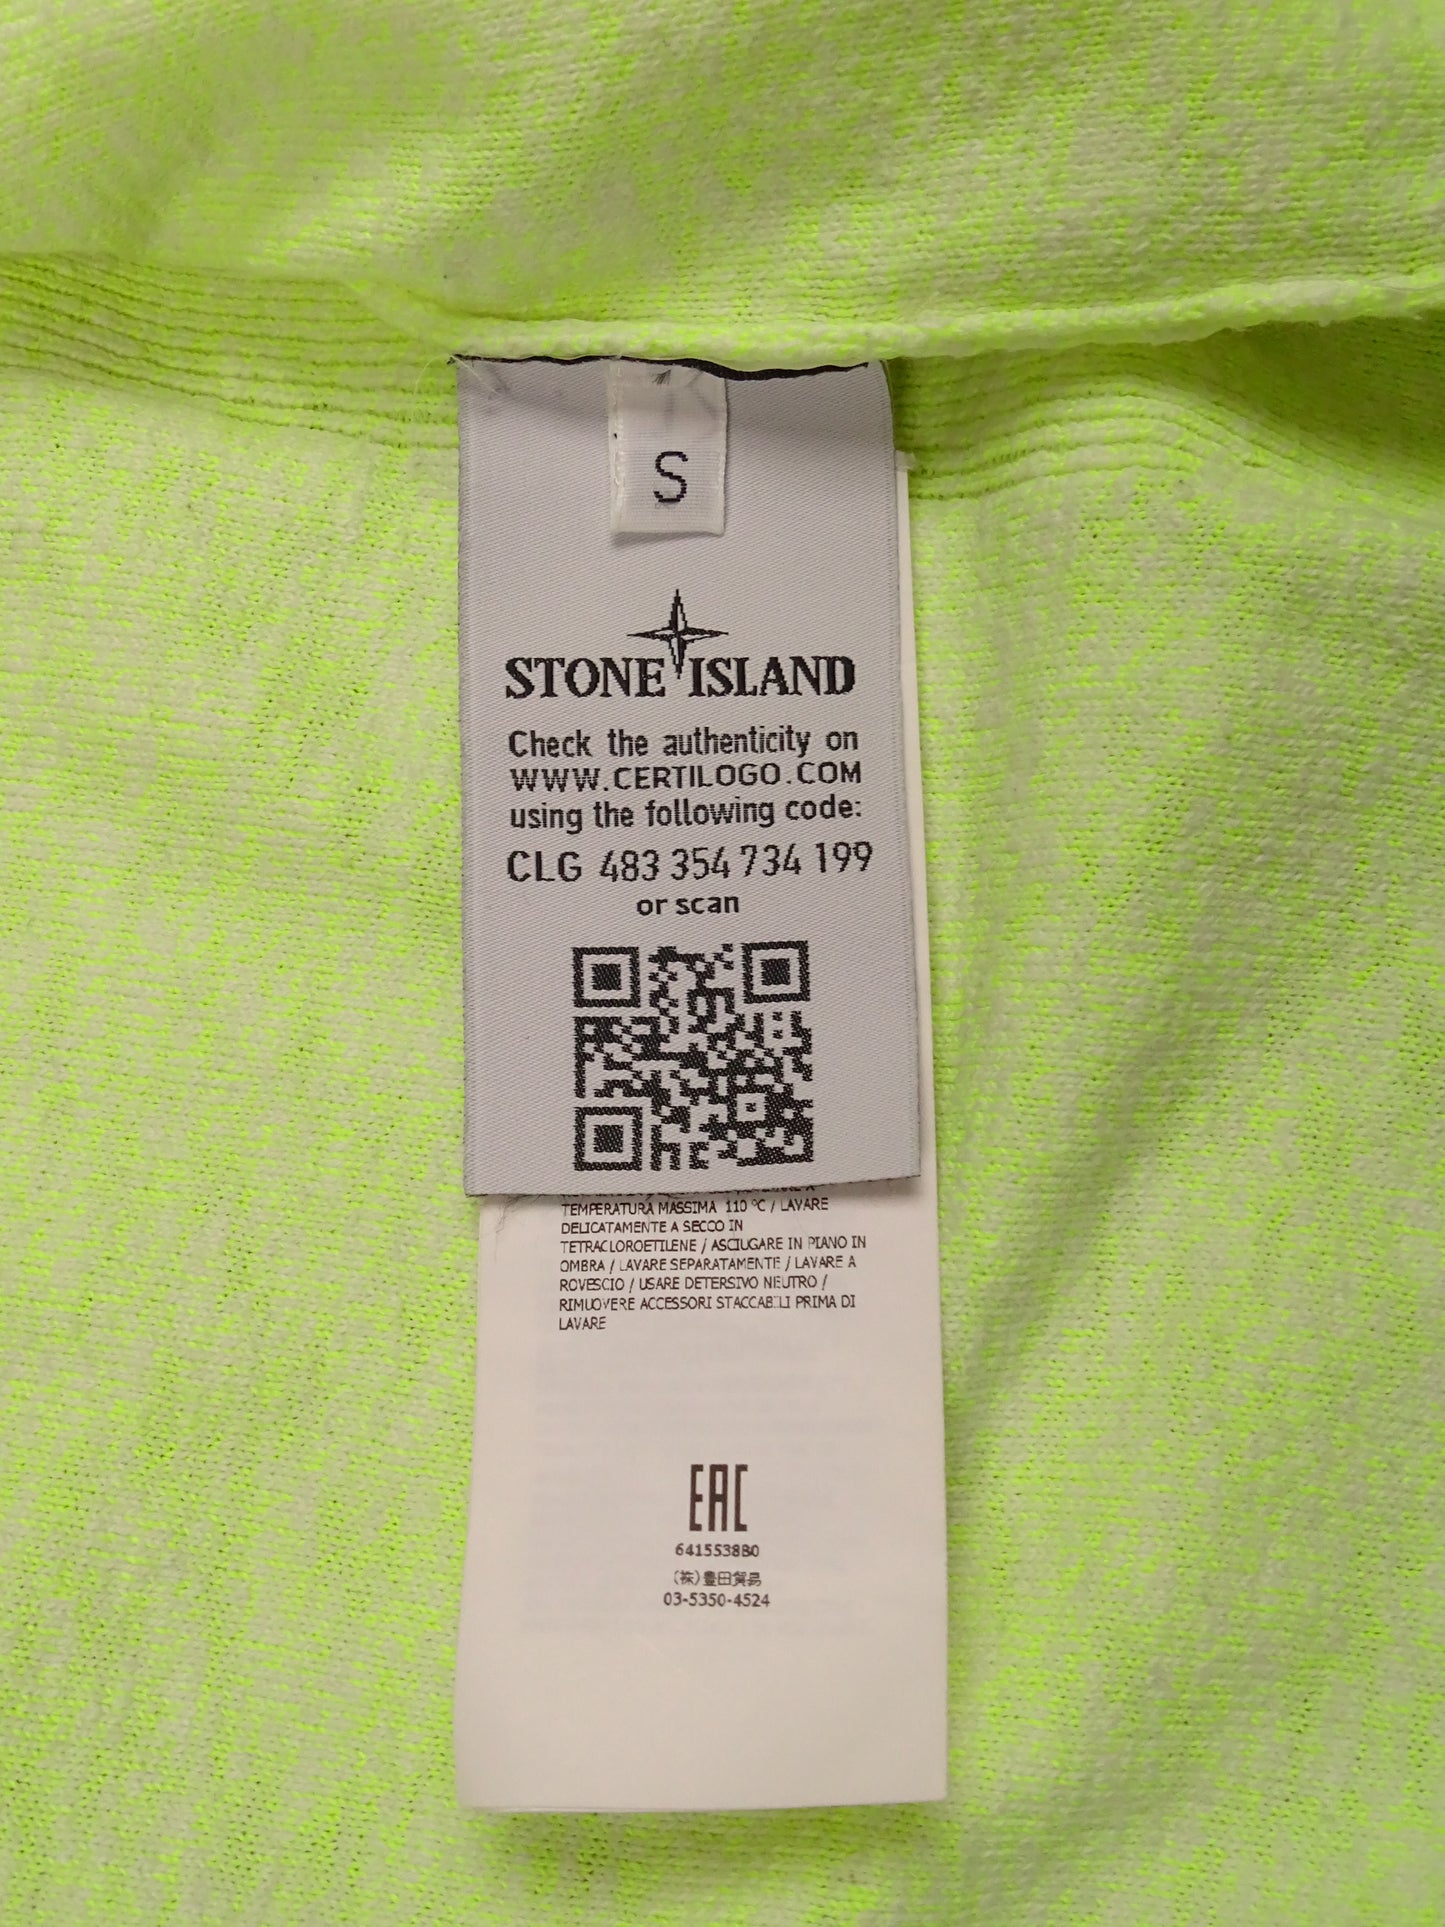 S
STONE ISLAND
Check the authenticity on
WWW.CERTILOGO.COM
using the following code:
CLG 483 354 734 199
or scan
TEMPERATURA MASSIMA 110 °C / LAVARE
DELICATAMENTE A SECCO IN
TETRACLOROETILENE / ASCIUGARE IN PIANO IN
OMBRA / LAVARE SEPARATAMENTE / LAVARE A
ROVESCIO / USARE DETERSIVO NEUTRO /
RIMUOVERE ACCESSORI STACCABILI PRIMA DI
LAVARE
EAC
6415538B0
(株)豊田貿易
03-5350-4524